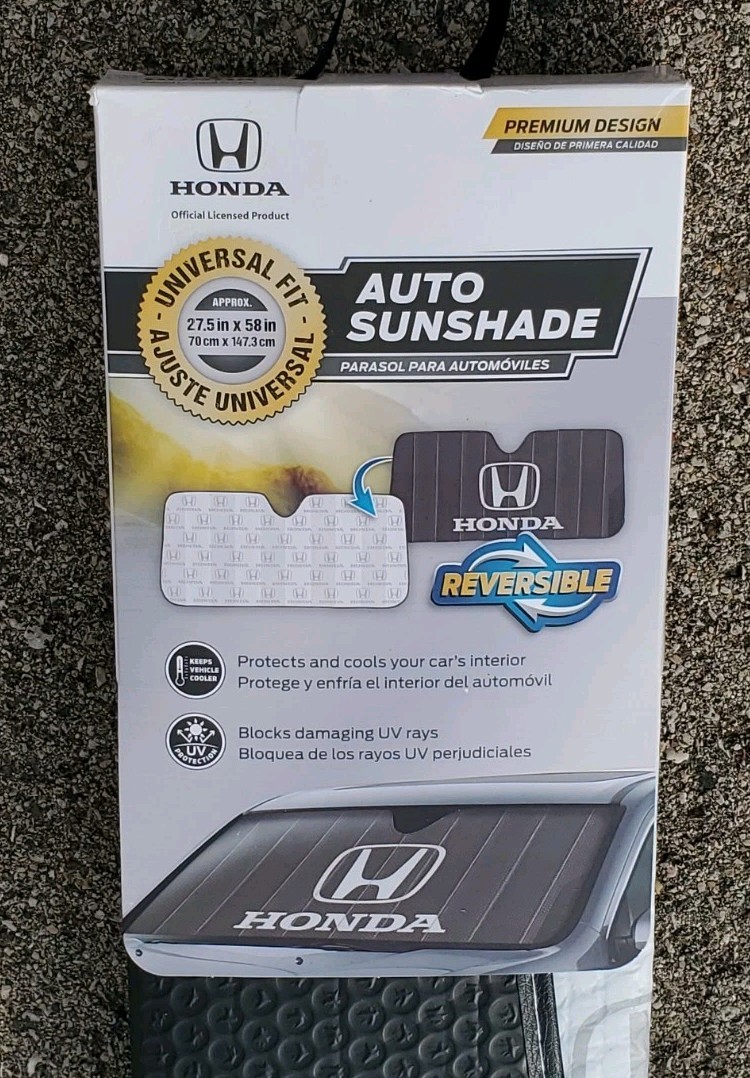 HONDA
Official Licensed Product
PREMIUM DESIGN
DISEÑO DE PRIMERA CALIDAD
UNIVERSAL FIT
APPROX.
27.5 in x 58 in
70 cm x 147.3 cm
AJUSTE UNIVERSAL
AUTO
SUNSHADE
PARASOL PARA AUTOMÓVILES
HONDA
REVERSIBLE
KEEPS
VEHICLE
COOLER
Protects and cools your car's interior
Protege y enfría el interior del automóvil
UV
PROTECTION
Blocks damaging UV rays
Bloquea de los rayos UV perjudiciales
HONDA